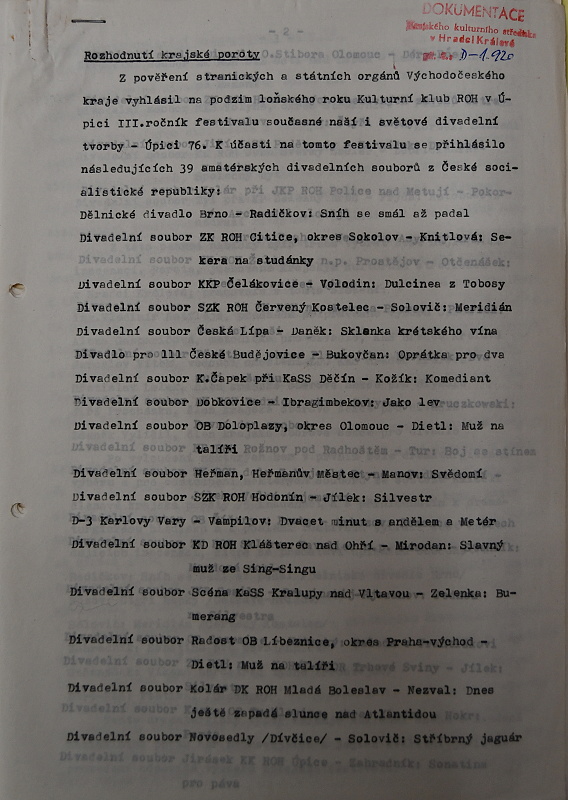 DOKUMENTACE
Krajského kulturního střediska
v Hradci Králové
D-1.920
Rozhodnutí krajské poroty
Z pověření stranických a státních orgánů Východočeského
kraje vyhlásil na podzim loňského roku Kulturní klub ROH v Ú-
pici III.ročník festivalu současné naší i světové divadelní
tvorby - Úpici 76. K účasti na tomto festivalu se přihlásilo
následujících 39 amatérských divadelních souborů z České soci-
alistické republiky:
Dělnické divadlo Brno - Radičkov: Sníh se smál až padal
Divadelní soubor ZK ROH Citice, okres Sokolov - Knitlová: Se-
kera na studánky
Divadelní soubor KKP Čelákovice - Volodin: Dulcinea z Tobosy
Divadelní soubor SZK ROH Červený Kostelec - Solovič: Meridián
Divadelní soubor Česká Lípa - Daněk: Sklenka krétského vína
Divadlo pro 111 České Budějovice - Bukovčan: Oprátka pro dva
Divadelní soubor K.Čapek při KaSS Děčín - Kožík: Komediant
Divadelní soubor Dobkovice - Ibragimbekov: Jako lev
Divadelní soubor OB Doloplazy, okres Olomouc - Dietl: Muž na
talíři
Divadelní soubor Heřman, Heřmanův Městec - Manov: Svědomí
Divadelní soubor SZK ROH Hodonín - Jílek: Silvestr
D-3 Karlovy Vary - Vampilov: Dvacet minut s andělem a Metér
Divadelní soubor KD ROH Klášterec nad Ohří - Mirodan: Slavný
muž ze Sing-Singu
Divadelní soubor Scéna KaSS Kralupy nad Vltavou - Zelenka: Bu-
merang
Divadelní soubor Radost OB Líbeznice, okres Praha-východ -
Dietl: Muž na talíři
Divadelní soubor Kolár DK ROH Mladá Boleslav - Nezval: Dnes
ještě zapadá slunce nad Atlantidou
Divadelní soubor Novosedly /Dívčice/ - Solovič: Stříbrný jaguár